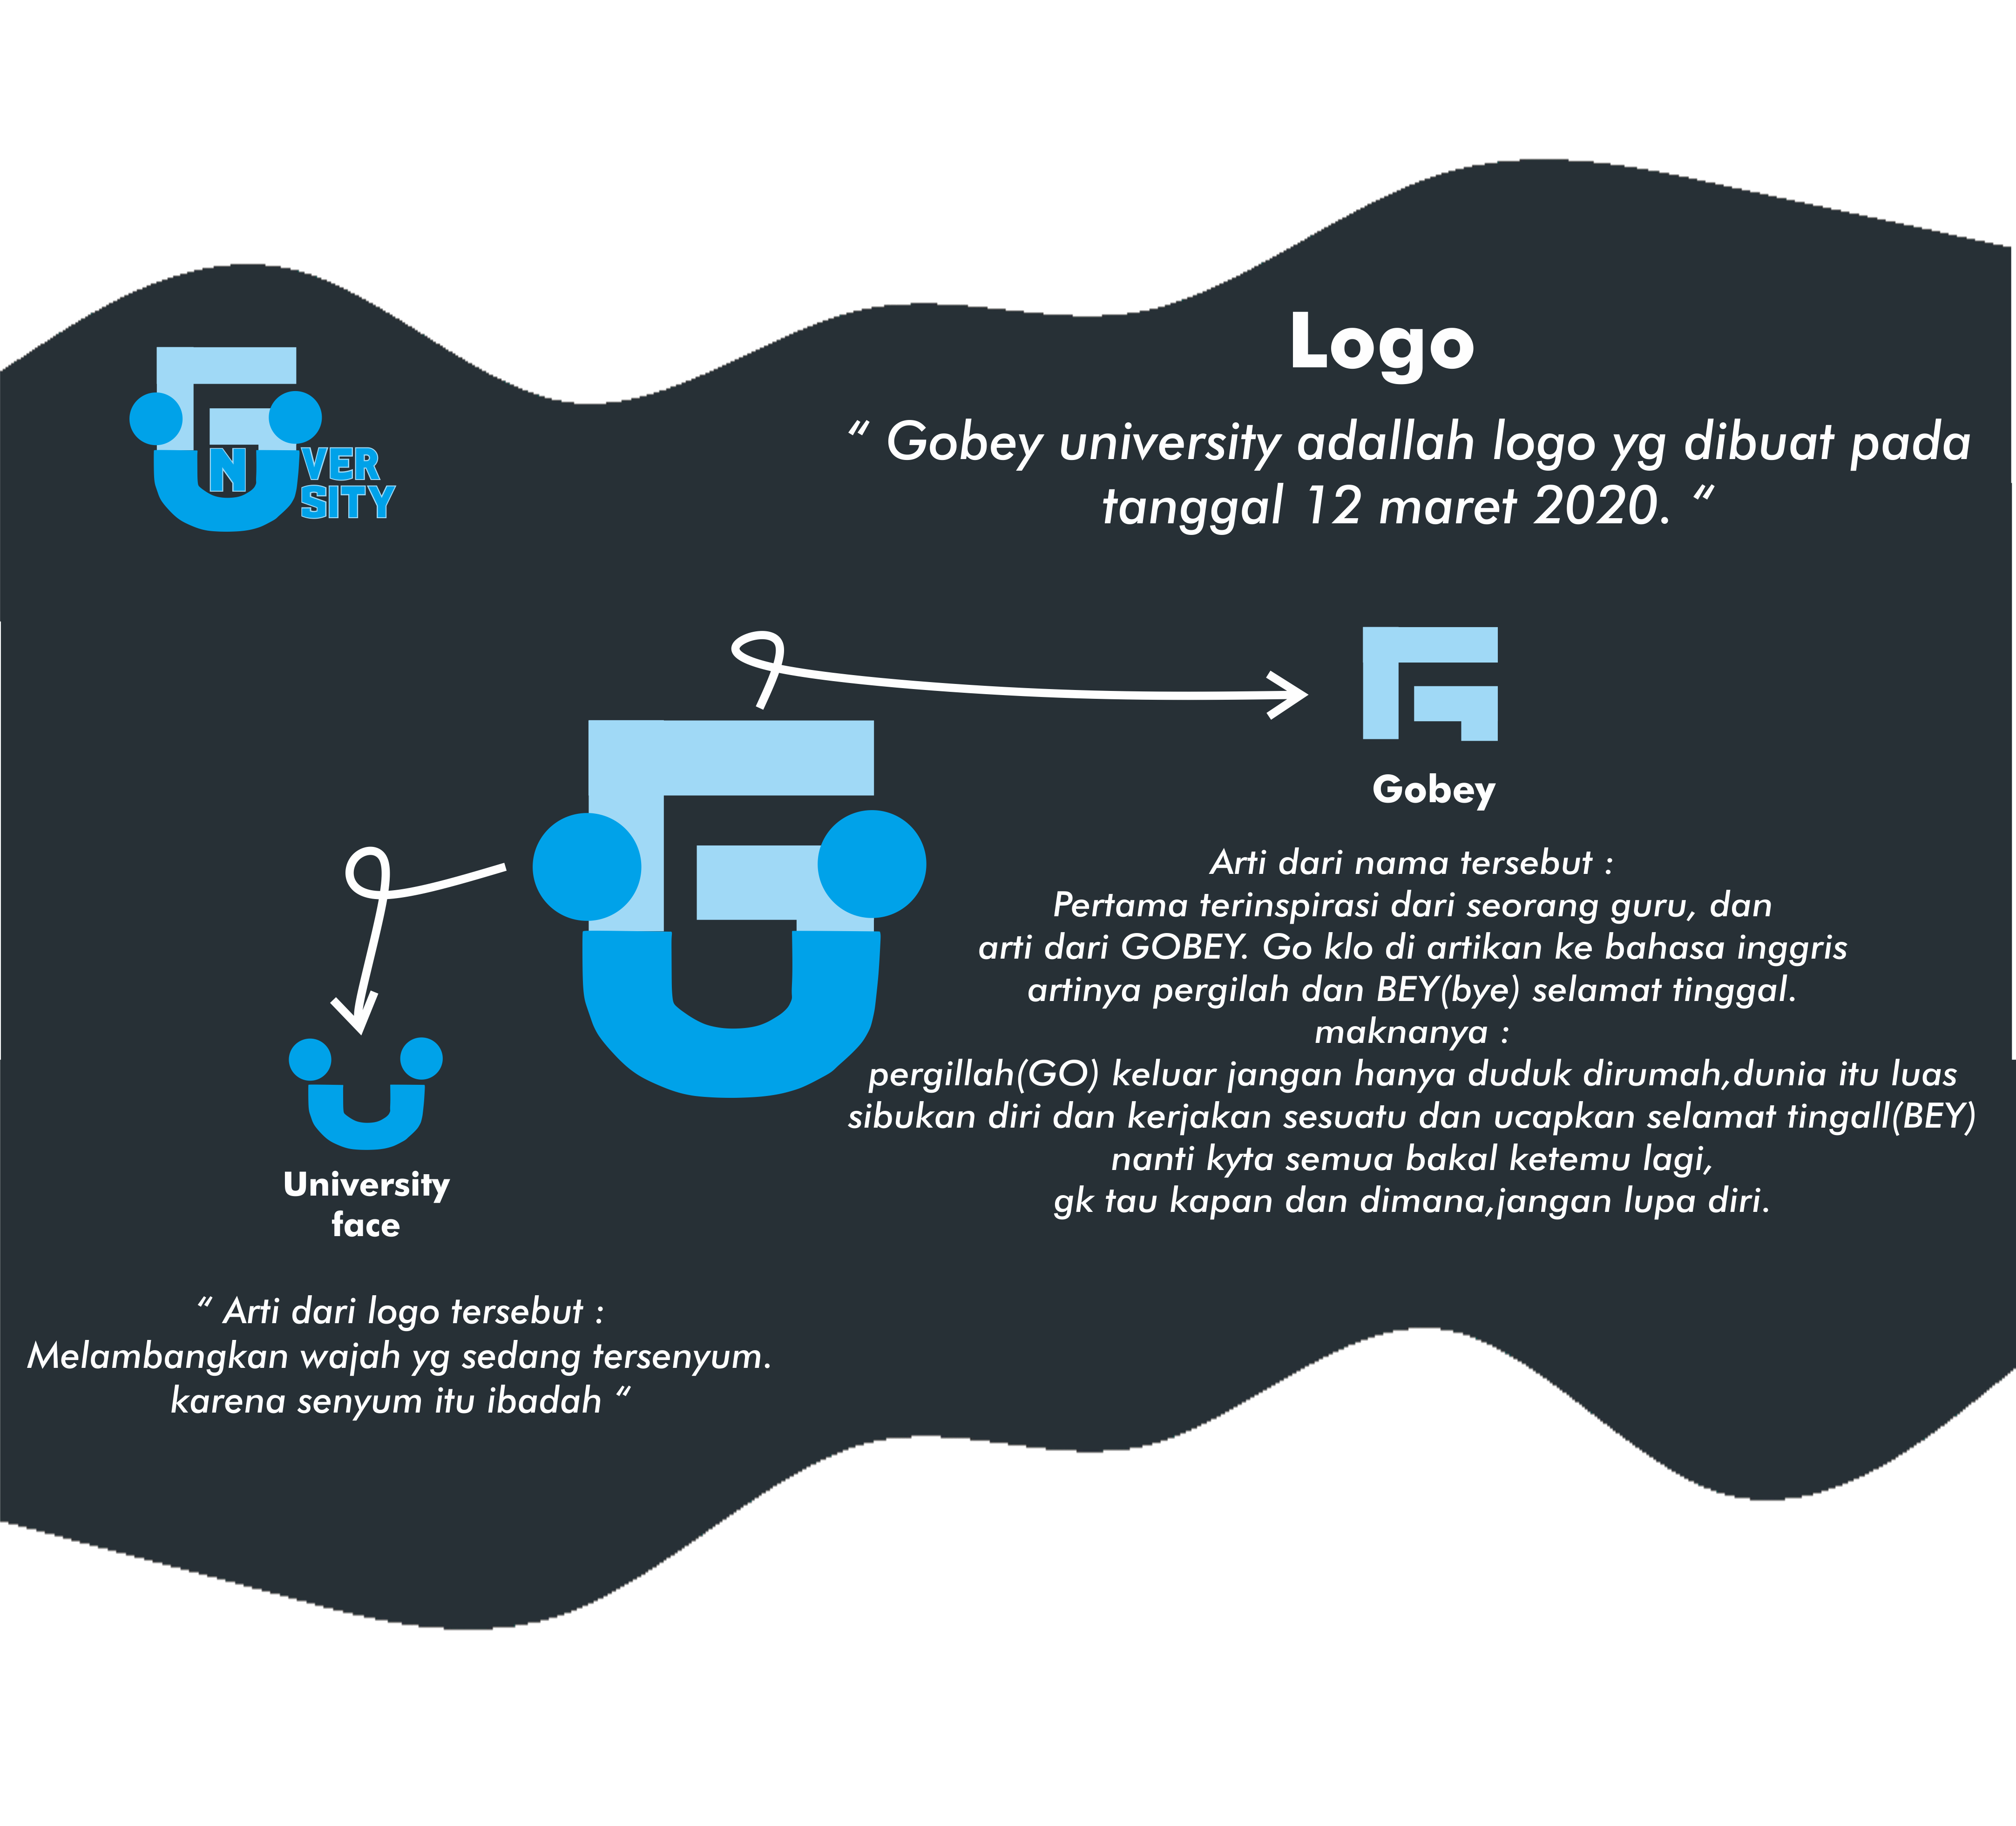 N
VER
SITY
Logo
“ Gobey university adallah logo yg dibuat pada
tanggal 12 maret 2020. “
Gobey
Arti dari nama tersebut :
Pertama terinspirasi dari seorang guru, dan
arti dari GOBEY. Go klo di artikan ke bahasa inggris
artinya pergilah dan BEY(bye) selamat tinggal.
maknanya :
pergillah(GO) keluar jangan hanya duduk dirumah,dunia itu luas
sibukan diri dan kerjakan sesuatu dan ucapkan selamat tingall(BEY)
nanti kyta semua bakal ketemu lagi,
gk tau kapan dan dimana,jangan lupa diri.
University
face
“ Arti dari logo tersebut :
Melambangkan wajah yg sedang tersenyum.
karena senyum itu ibadah “